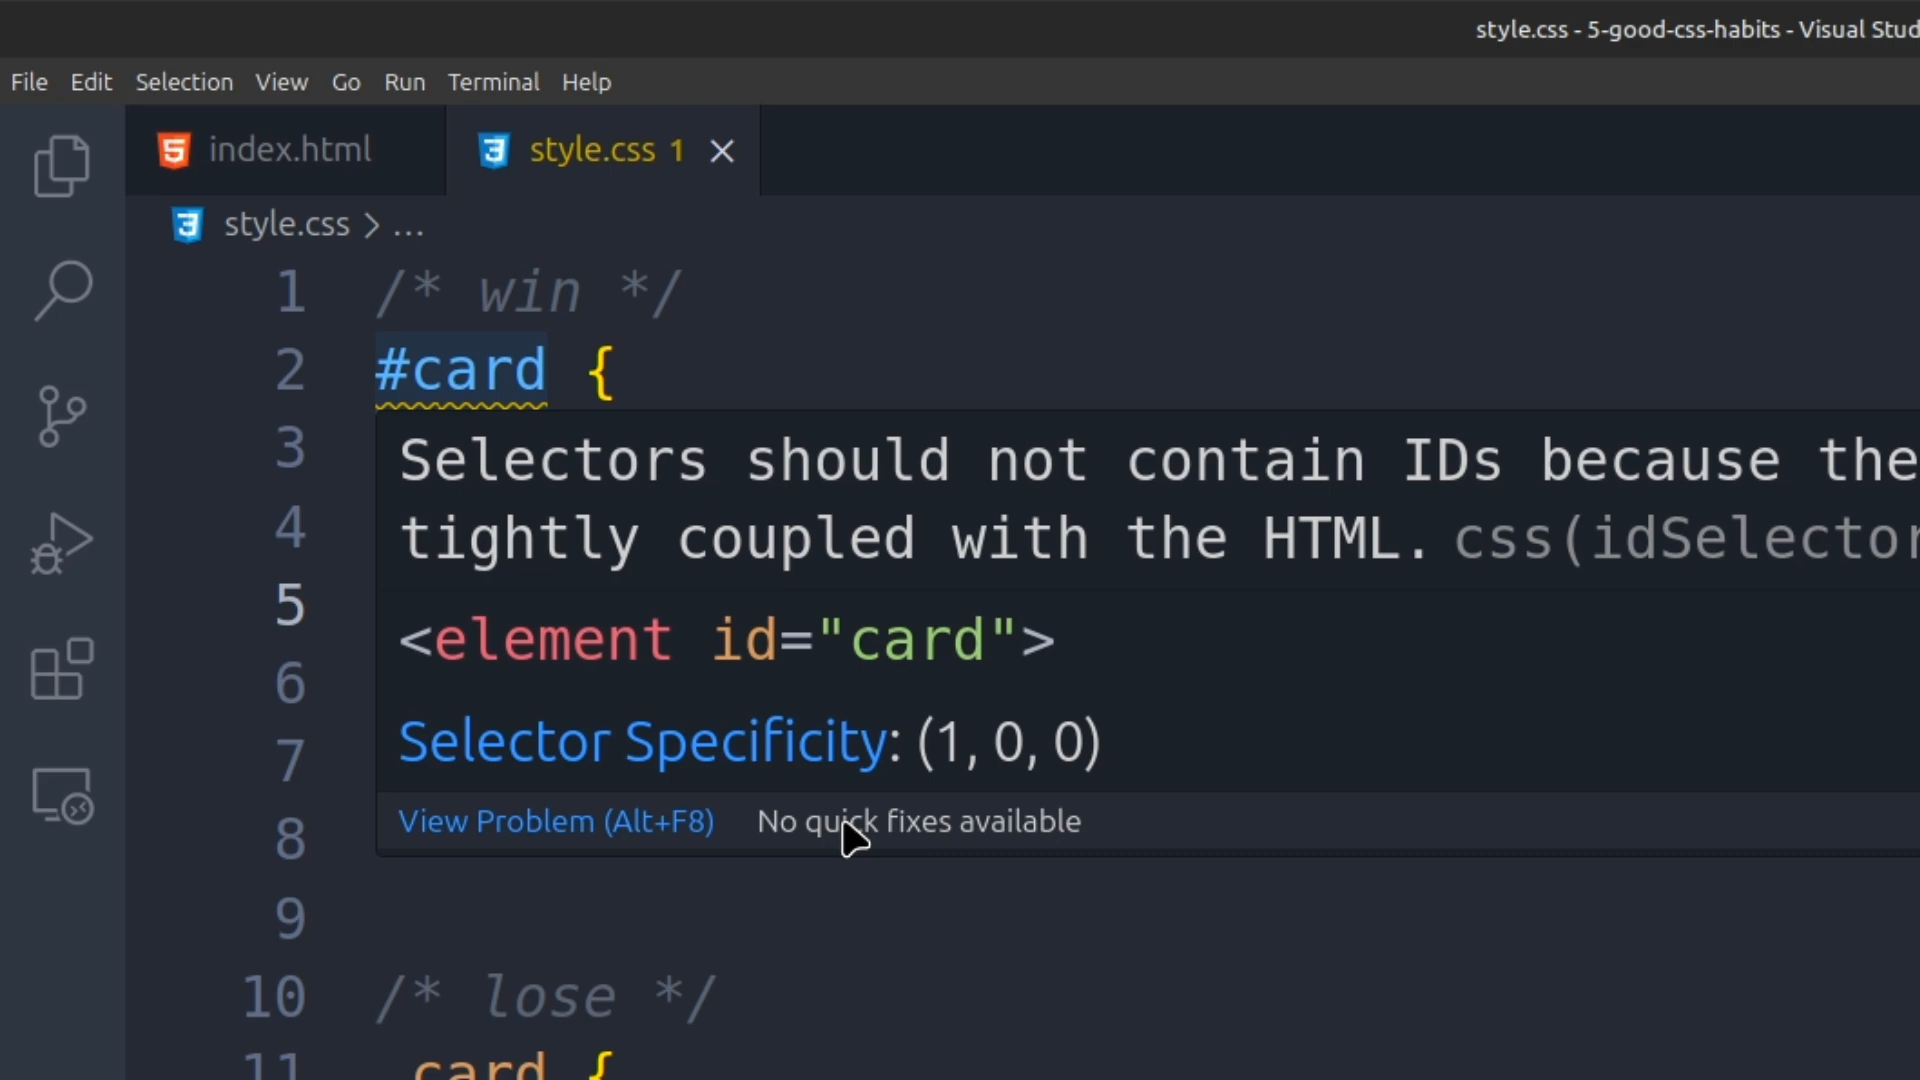 style.css - 5-good-css-habits - Visual
File Edit Selection View Go Run Terminal Help
index.html style.css 1
style.css > ...
1 /* win */
2 #card {
3 Selectors should not contain IDs because
4 tightly coupled with the HTML. css(
5
<element id="card">
6
7 Selector Specificity: (1, 0, 0)
8 View Problem (Alt+F8) No quick fixes available
9
10 /* lose */
11 card {